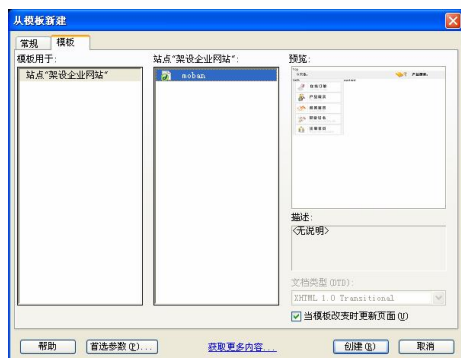 从模板新建
常规 模板
模板用于: 站点"架设企业网站": 预览:
站点"架设企业网站" moban
描述:
<无说明>
文档类型(DTD):
XHTML 1.0 Transitional
当模板改变时更新页面(U)
帮助 首选参数(P)... 获取更多内容... 创建(R) 取消